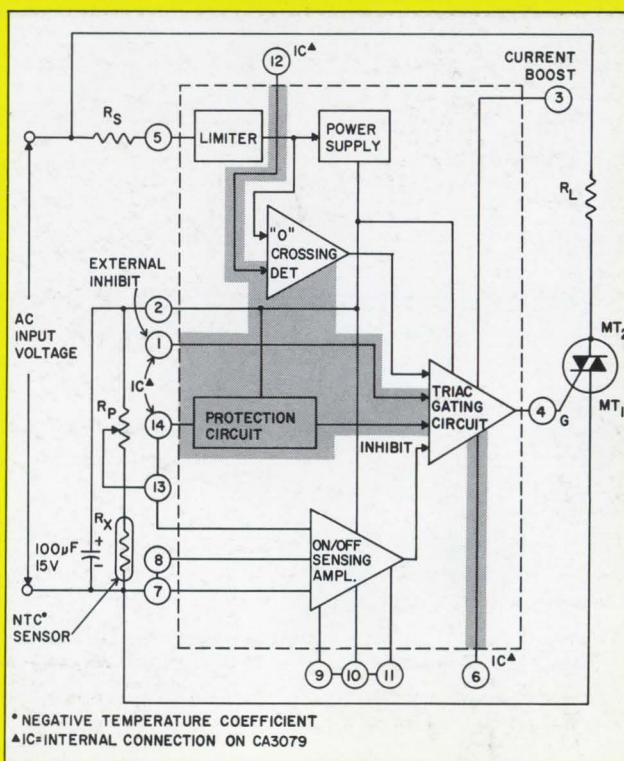 12
IC▲
CURRENT
BOOST
3
RS
5
LIMITER
POWER
SUPPLY
RL
"O"
CROSSING
DET
EXTERNAL
INHIBIT
2
AC
INPUT
VOLTAGE
1
IC▲
MT2
MT1
TRIAC
GATING
CIRCUIT
4
G
RP
14
PROTECTION
CIRCUIT
INHIBIT
13
RX
100µF
15V
+
–
8
7
ON/OFF
SENSING
AMPL.
NTC•
SENSOR
9
10
11
6
IC▲
• NEGATIVE TEMPERATURE COEFFICIENT
▲IC=INTERNAL CONNECTION ON CA3079